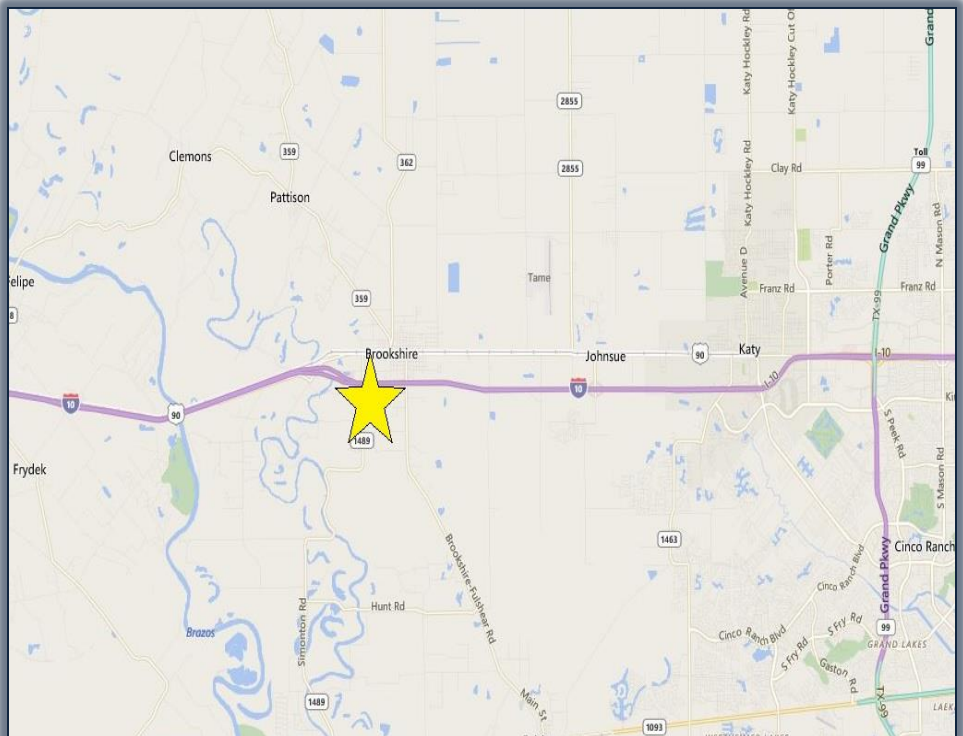 Grand
Katy Hockley Rd
Katy Hockley Cut Of
2855
359
Clemons
362
2855
Katy Hockley Rd
Clay Rd
Toll
99
Pattison
Grand Pkwy
N Mason Rd
Porter Rd
Avenue D
Felipe
Tame
Franz Rd
Franz Rd
359
8
TX-99
Brookshire
Johnsue
90
Katy
I-10
10
I-10
10
90
1489
S Peek Rd
S Mason Rd
Frydek
1463
Brookshire-Fulshear Rd
Cinco Ranch
Grand Pkwy
Cinco Ranch Blvd
Simonton Rd
Hunt Rd
Brazos
Cinco Ranch Blvd
S Fry Rd
99
GRAND LAKES
S Fry Rd
Gaston Rd
1489
Main St
TX-99
1093